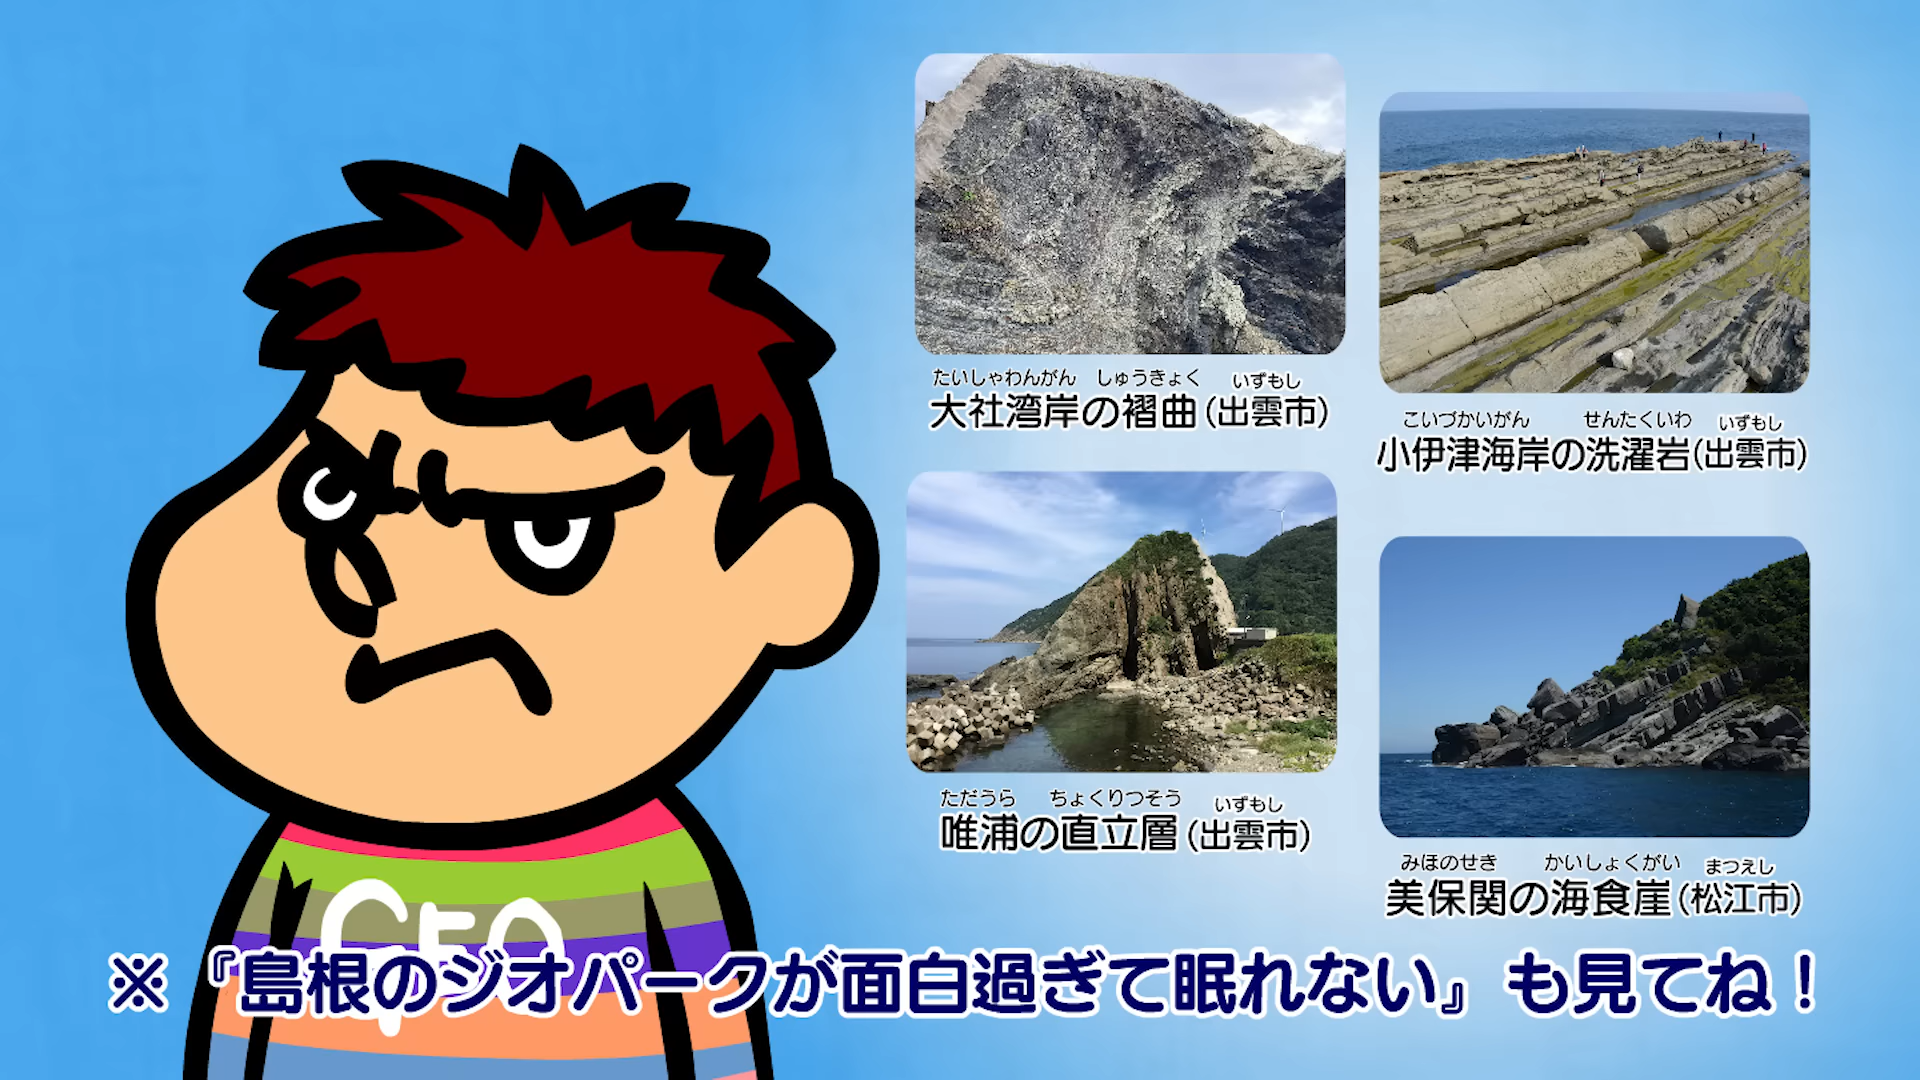 たいしゃわんがん しゅうきょく いずもし
大社湾岸の褶曲(出雲市)
こいづかいがん せんたくいわ いずもし
小伊津海岸の洗濯岩(出雲市)
ただうら ちょくりつそう いずもし
唯浦の直立層(出雲市)
みほのせき かいしょくがい まつえし
美保関の海食崖(松江市)
※『島根のジオパークが面白過ぎて眠れない』も見てね!